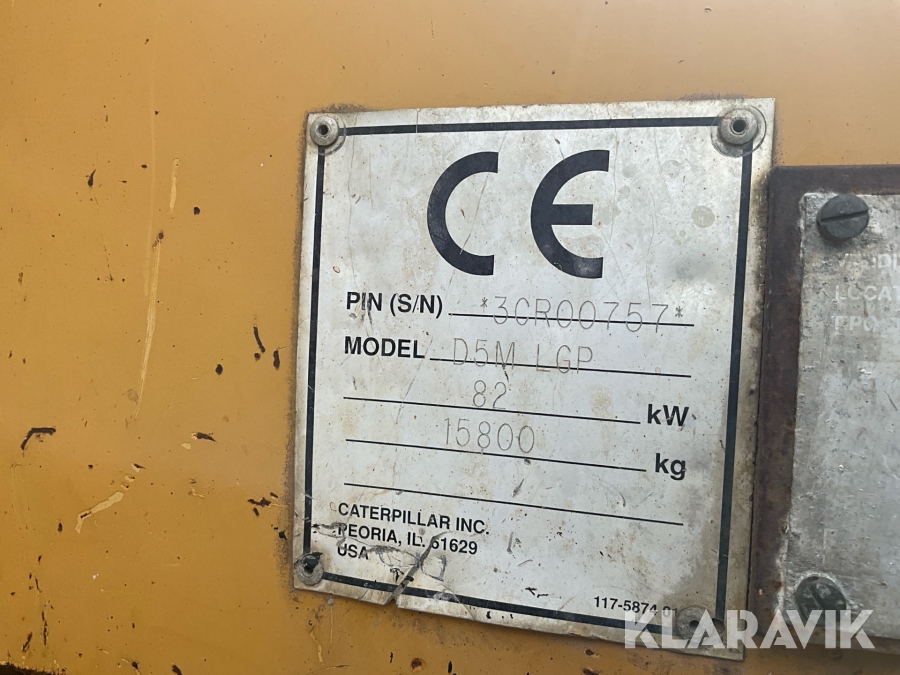 CE
PIN (S/N) *3CR00757*
MODEL D5M LGP
82 kW
15800 kg
CATERPILLAR INC.
PEORIA, IL. 61629
USA
117-5874 01
KLARAVIK